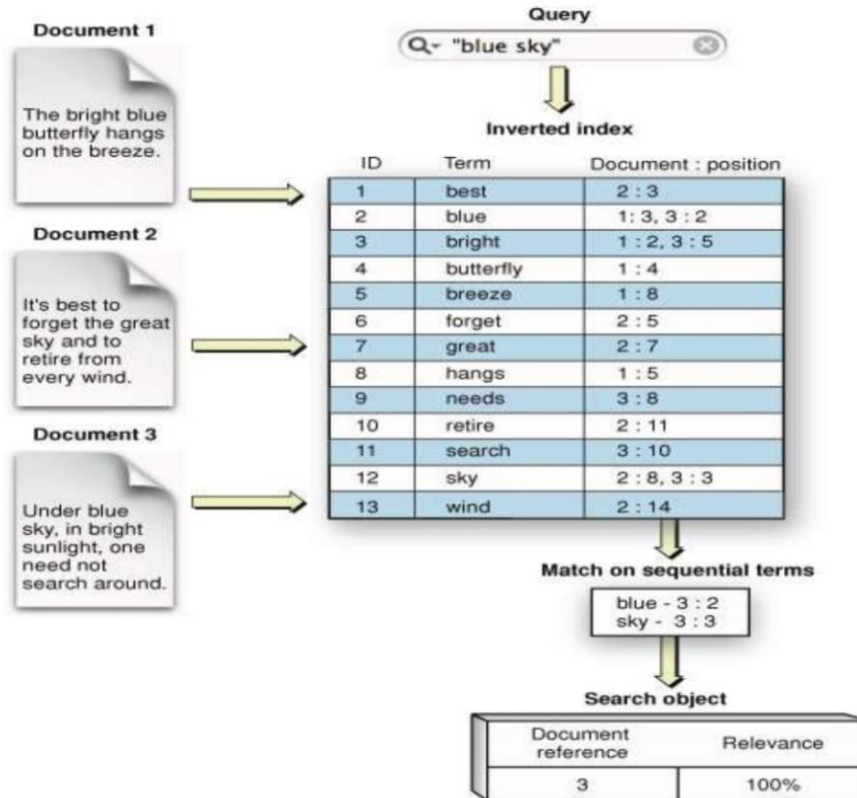 Document 1
The bright blue
butterfly hangs
on the breeze.
Document 2
It's best to
forget the great
sky and to
retire from
every wind.
Document 3
Under blue
sky, in bright
sunlight, one
need not
search around.
Query
"blue sky"
Inverted index
ID Term Document : position
1 best 2 : 3
2 blue 1: 3, 3 : 2
3 bright 1 : 2, 3 : 5
4 butterfly 1 : 4
5 breeze 1 : 8
6 forget 2 : 5
7 great 2 : 7
8 hangs 1 : 5
9 needs 3 : 8
10 retire 2 : 11
11 search 3 : 10
12 sky 2 : 8, 3 : 3
13 wind 2 : 14
Match on sequential terms
blue - 3 : 2
sky - 3 : 3
Search object
Document
reference
Relevance
3 100%